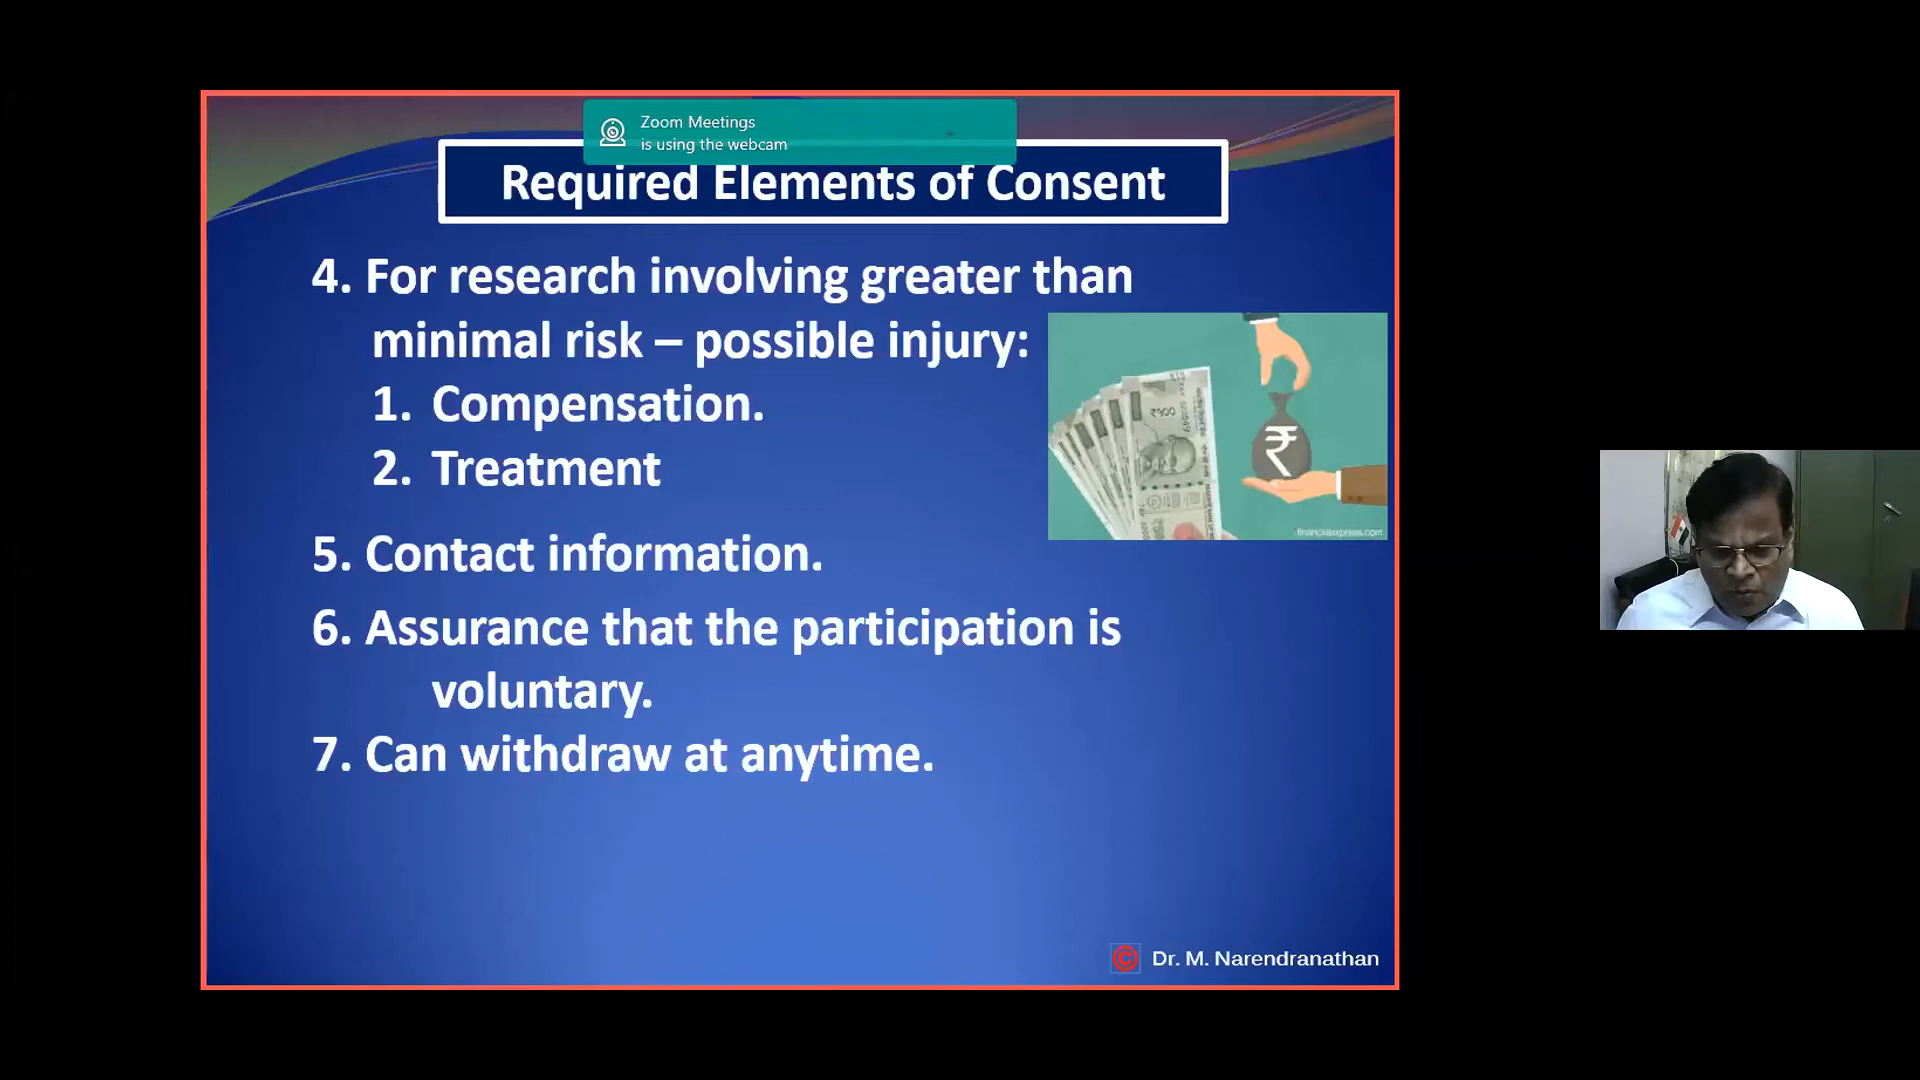 Zoom Meetings
is using the webcam
Required Elements of Consent
4. For research involving greater than
minimal risk – possible injury:
1. Compensation.
2. Treatment
₹
financialexpress.com
5. Contact information.
6. Assurance that the participation is
voluntary.
7. Can withdraw at anytime.
© Dr. M. Narendranathan